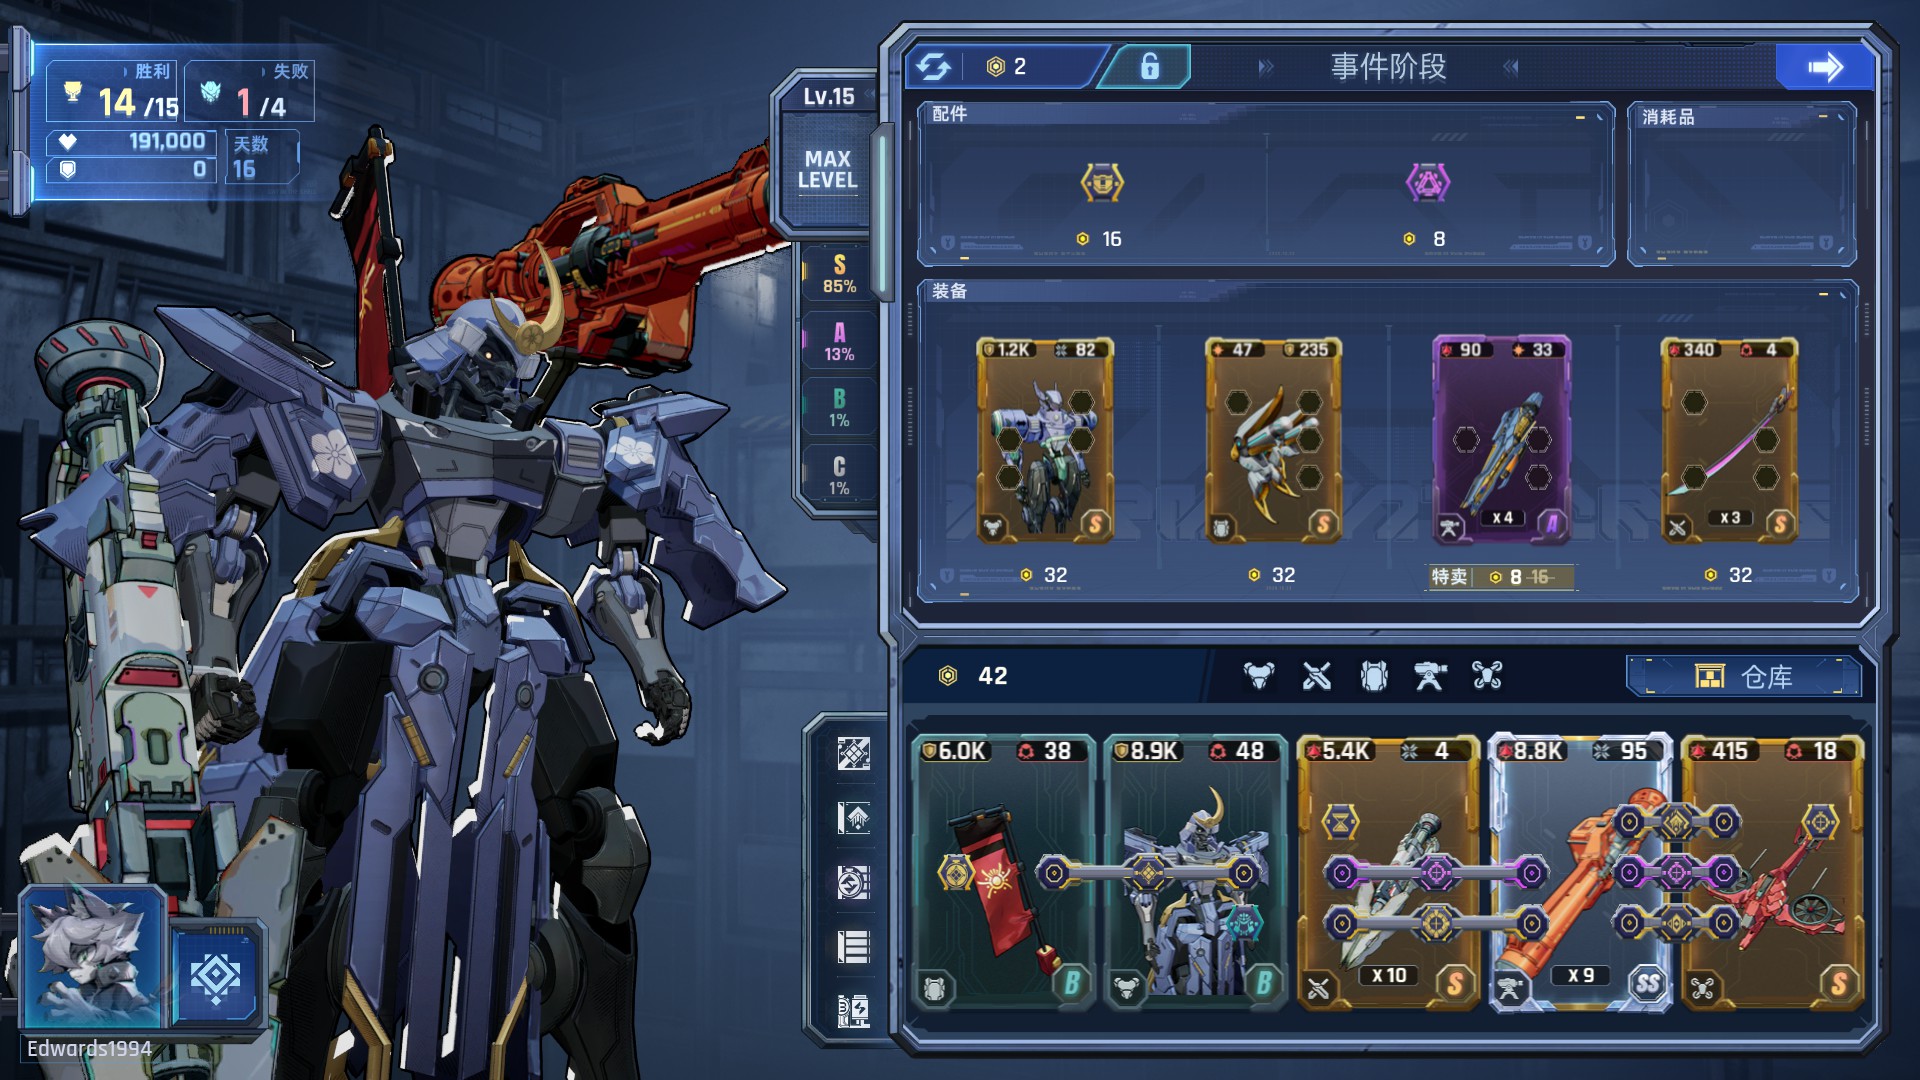 胜利
14 /15
失败
1 /4
191,000
0
天数
16
Lv.15
MAX
LEVEL
S
85%
A
13%
B
1%
C
1%
2
事件阶段
配件
16
8
消耗品
装备
1.2K 82
S
32
47 235
S
32
90 33
x4
A
特卖 8 16
340 4
x3
S
32
42
仓库
6.0K 38
B
8.9K 48
B
5.4K 4
x10
S
8.8K 95
x9
SS
415 18
S
Edwards1994